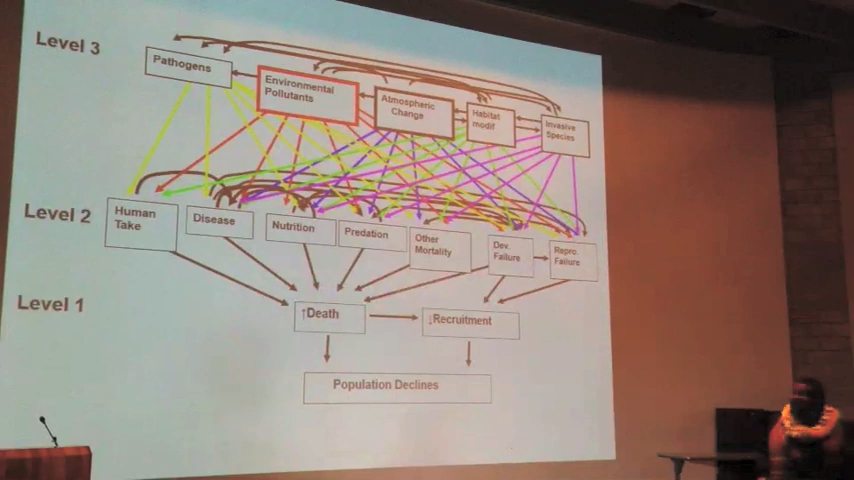 Level 3
Pathogens
Environmental
Pollutants
Atmospheric
Change
Habitat
modif
Invasive
Species
Level 2
Human
Take
Disease
Nutrition
Predation
Other
Mortality
Dev.
Failure
Repro.
Failure
Level 1
↑Death
↓Recruitment
Population Declines